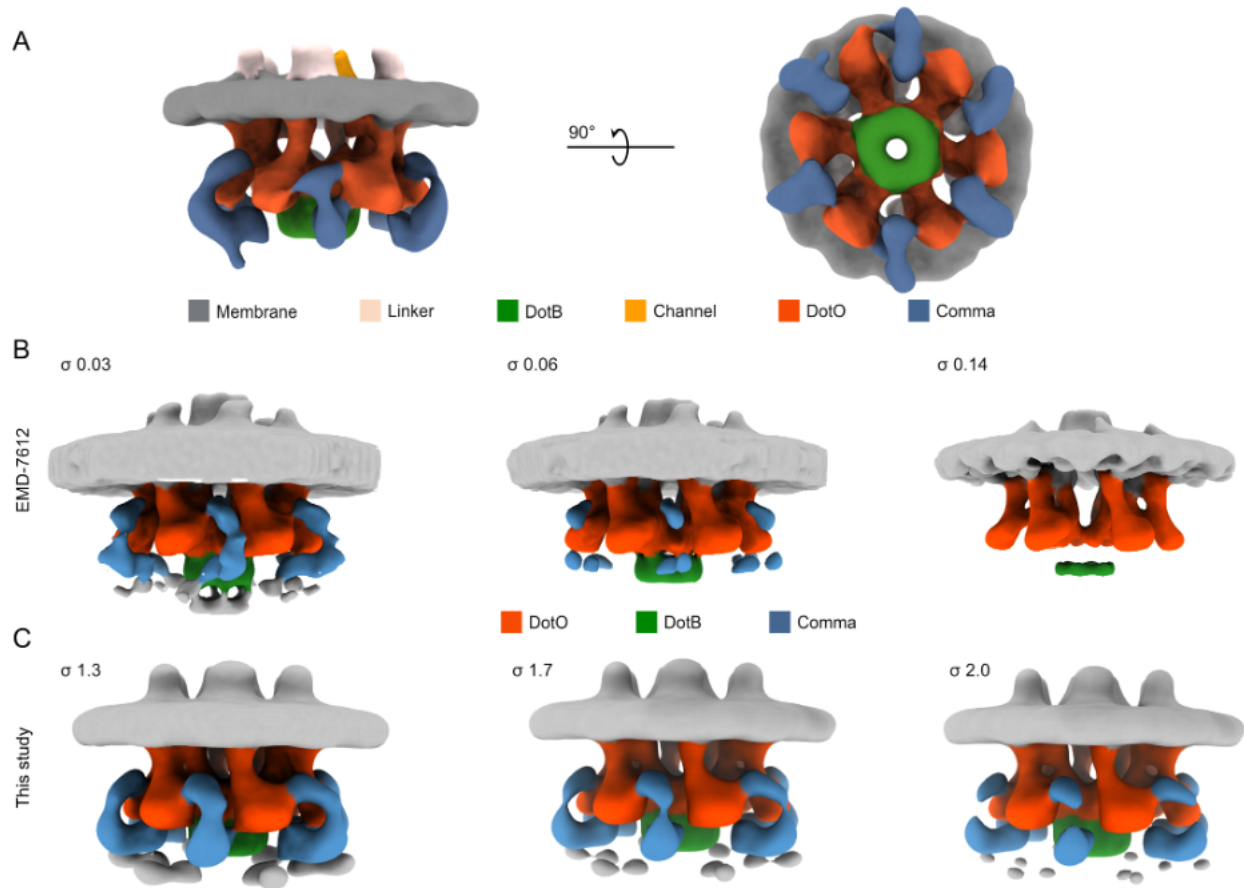 A
90°
Membrane Linker DotB Channel DotO Comma
B
σ 0.03 σ 0.06 σ 0.14
EMD-7612
DotO DotB Comma
C
σ 1.3 σ 1.7 σ 2.0
This study